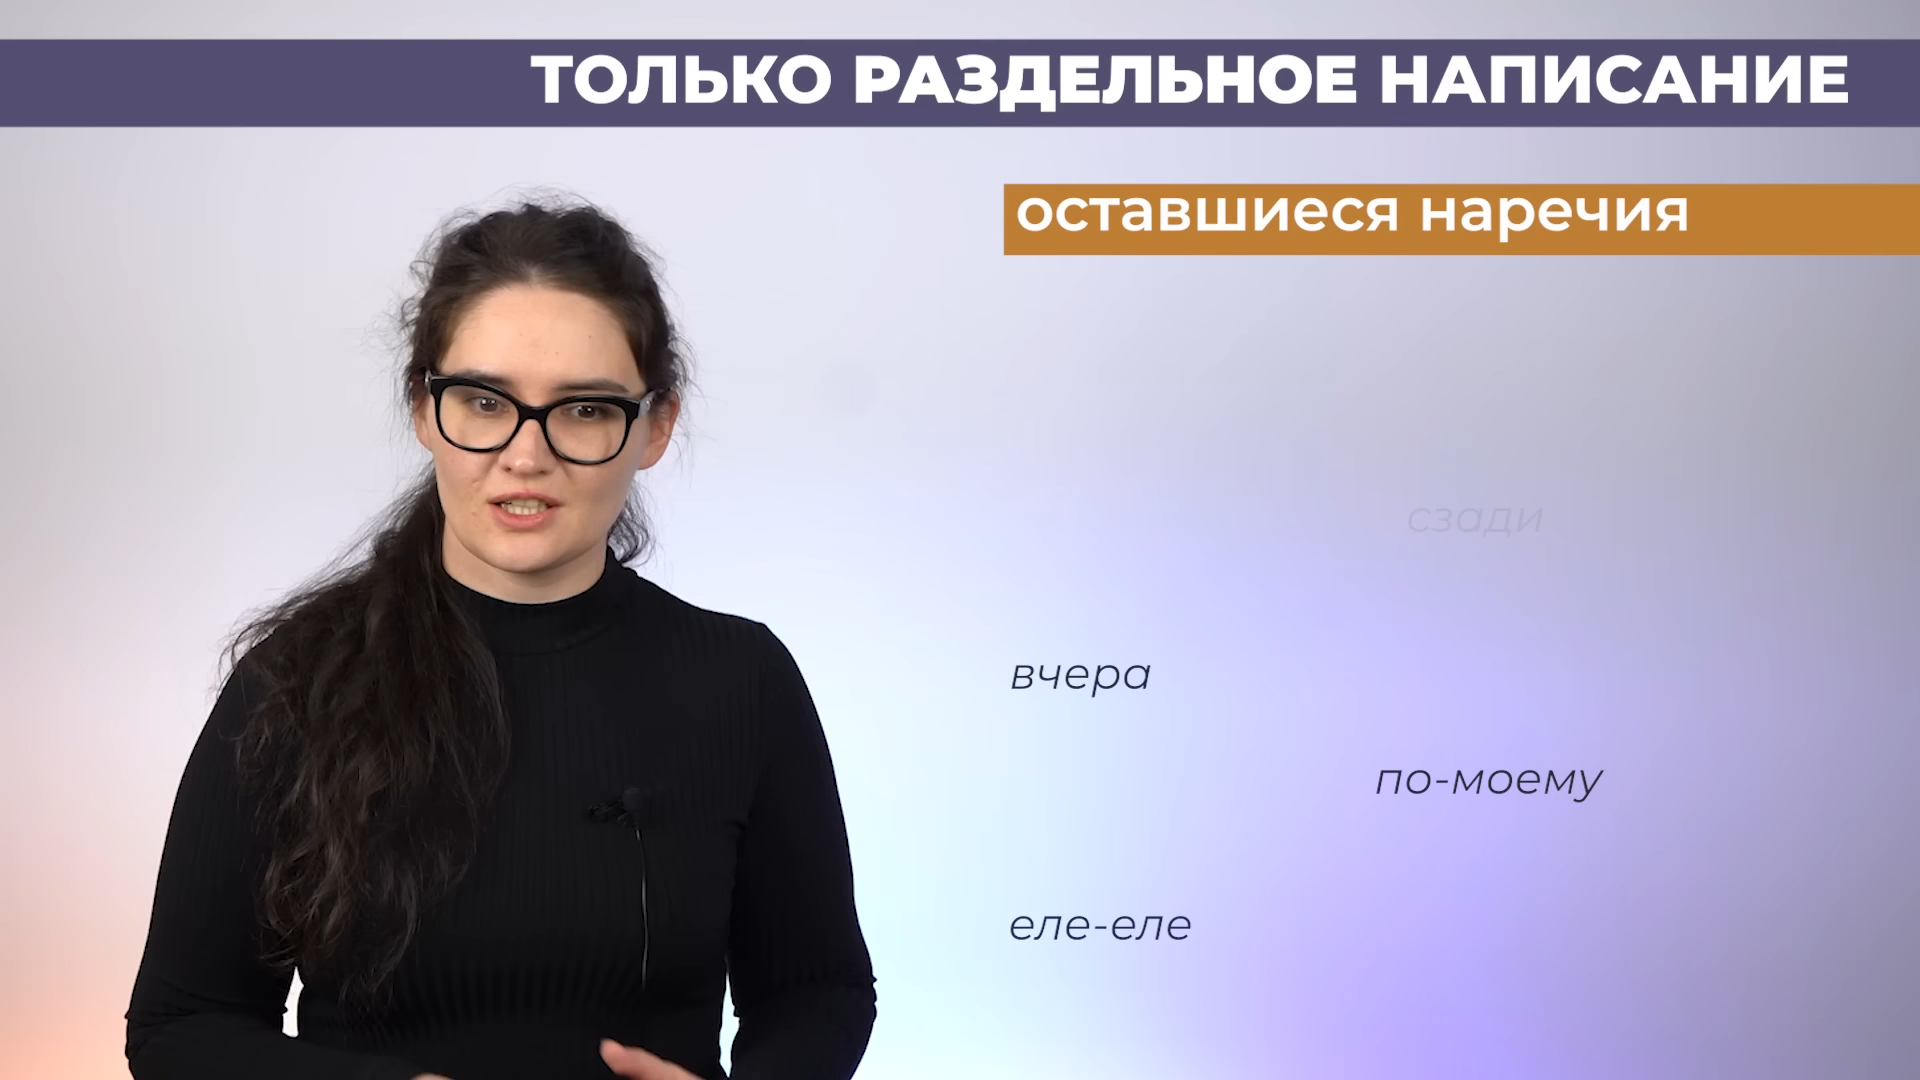 ТОЛЬКО РАЗДЕЛЬНОЕ НАПИСАНИЕ
оставшиеся наречия
сзади
вчера
по-моему
еле-еле